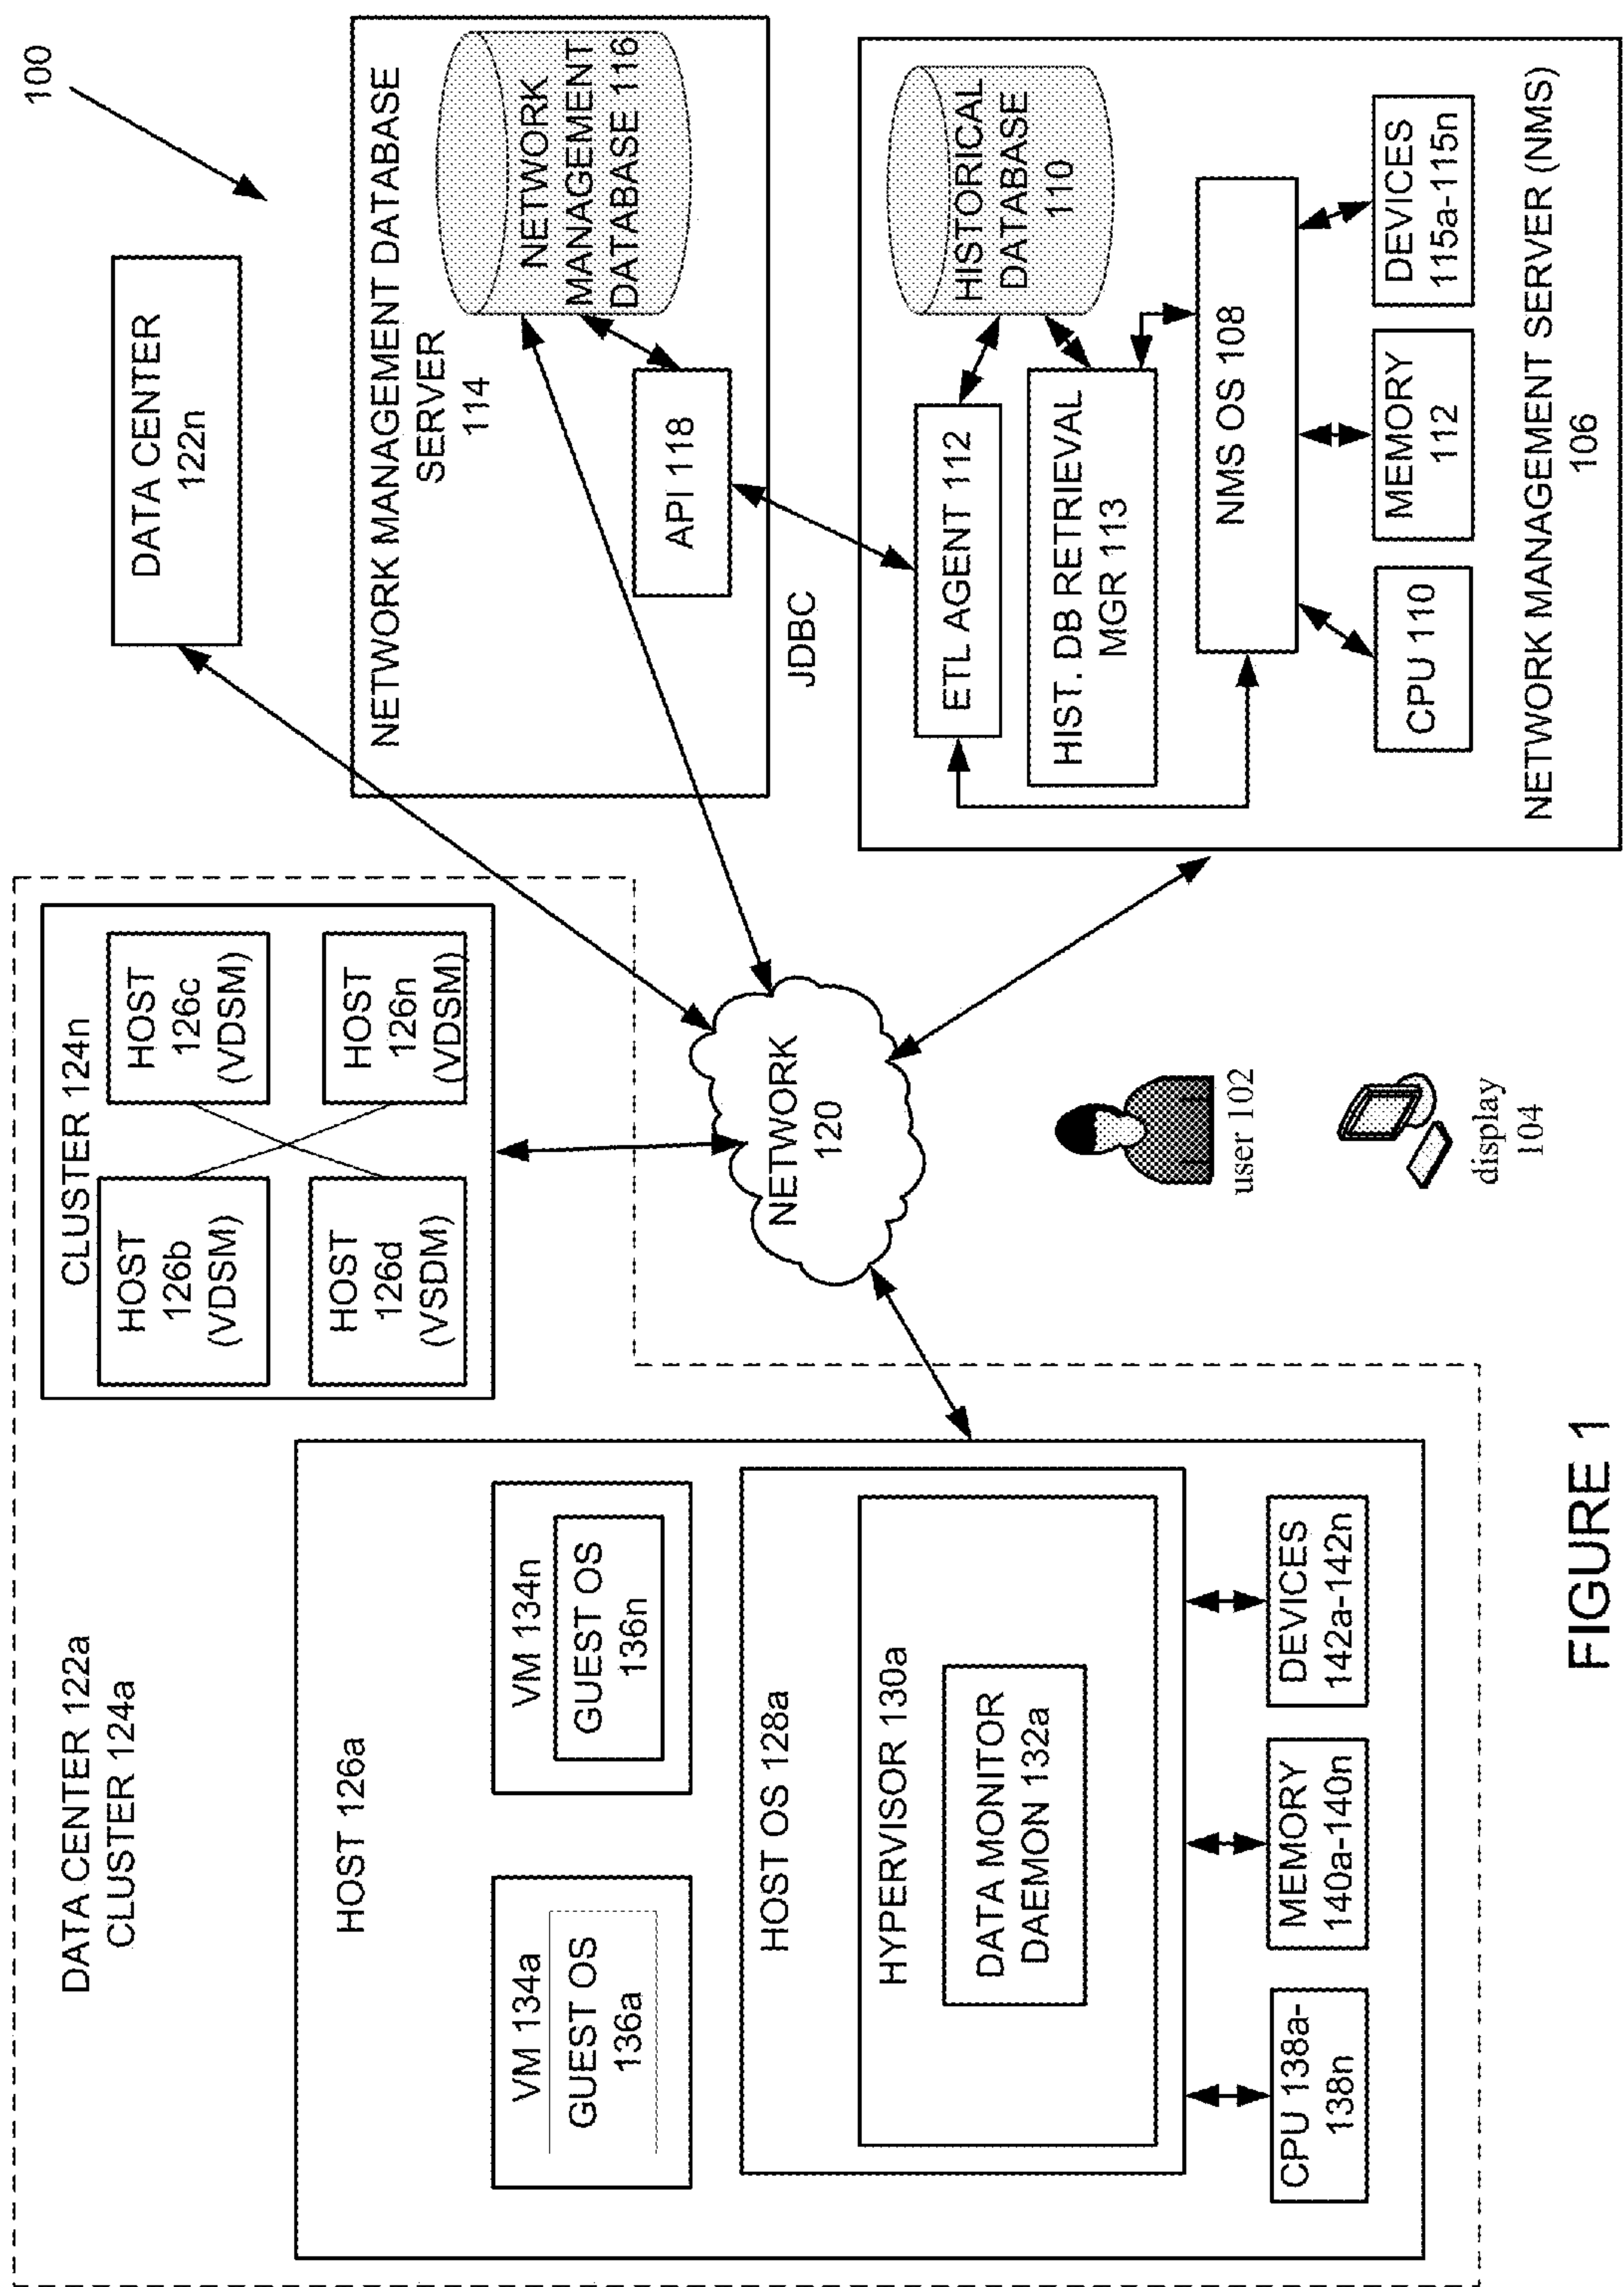 100
DATA CENTER 122a
CLUSTER 124a
HOST 126a
VM 134a
GUEST OS
136a
VM 134n
GUEST OS
136n
HOST OS 128a
HYPERVISOR 130a
DATA MONITOR
DAEMON 132a
CPU 138a-
138n
MEMORY
140a-140n
DEVICES
142a-142n
CLUSTER 124n
HOST
126b
(VDSM)
HOST
126c
(VDSM)
HOST
126d
(VSDM)
HOST
126n
(VDSM)
NETWORK
120
user 102
display
104
DATA CENTER
122n
NETWORK MANAGEMENT DATABASE
SERVER
114
NETWORK
MANAGEMENT
DATABASE 116
API 118
JDBC
ETL AGENT 112
HISTORICAL
DATABASE
110
HIST. DB RETRIEVAL
MGR 113
NMS OS 108
CPU 110
MEMORY
112
DEVICES
115a-115n
NETWORK MANAGEMENT SERVER (NMS)
106
FIGURE 1